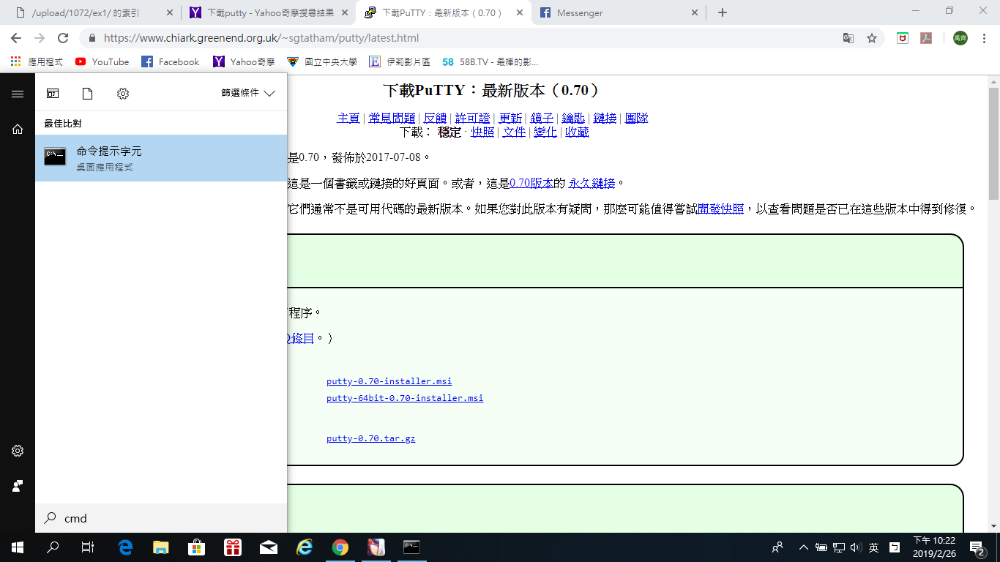 /upload/1072/ex1/ 的索引
下載putty - Yahoo奇摩搜尋結果
下載PuTTY：最新版本（0.70）
Messenger
https://www.chiark.greenend.org.uk/~sgtatham/putty/latest.html
應用程式
YouTube
Facebook
Yahoo奇摩
國立中央大學
伊莉影片區
58 58B.TV - 最棒的影...
篩選條件
最佳比對
命令提示字元
桌面應用程式
cmd
下載PuTTY：最新版本（0.70）
主頁 | 常見問題 | 反饋 | 許可證 | 更新 | 鏡子 | 鑰匙 | 鏈接 | 團隊
下載： 穩定 · 快照 | 文件 | 變化 | 收藏
是0.70，發佈於2017-07-08。
這是一個書籤或鏈接的好頁面。或者，這是0.70版本的 永久鏈接。
它們通常不是可用代碼的最新版本。如果您對此版本有疑問，那麼可能值得嘗試開發快照，以查看問題是否已在這些版本中得到修復。
程序。
條目。）
putty-0.70-installer.msi
putty-64bit-0.70-installer.msi
putty-0.70.tar.gz
英
下午 10:22
2019/2/26
2